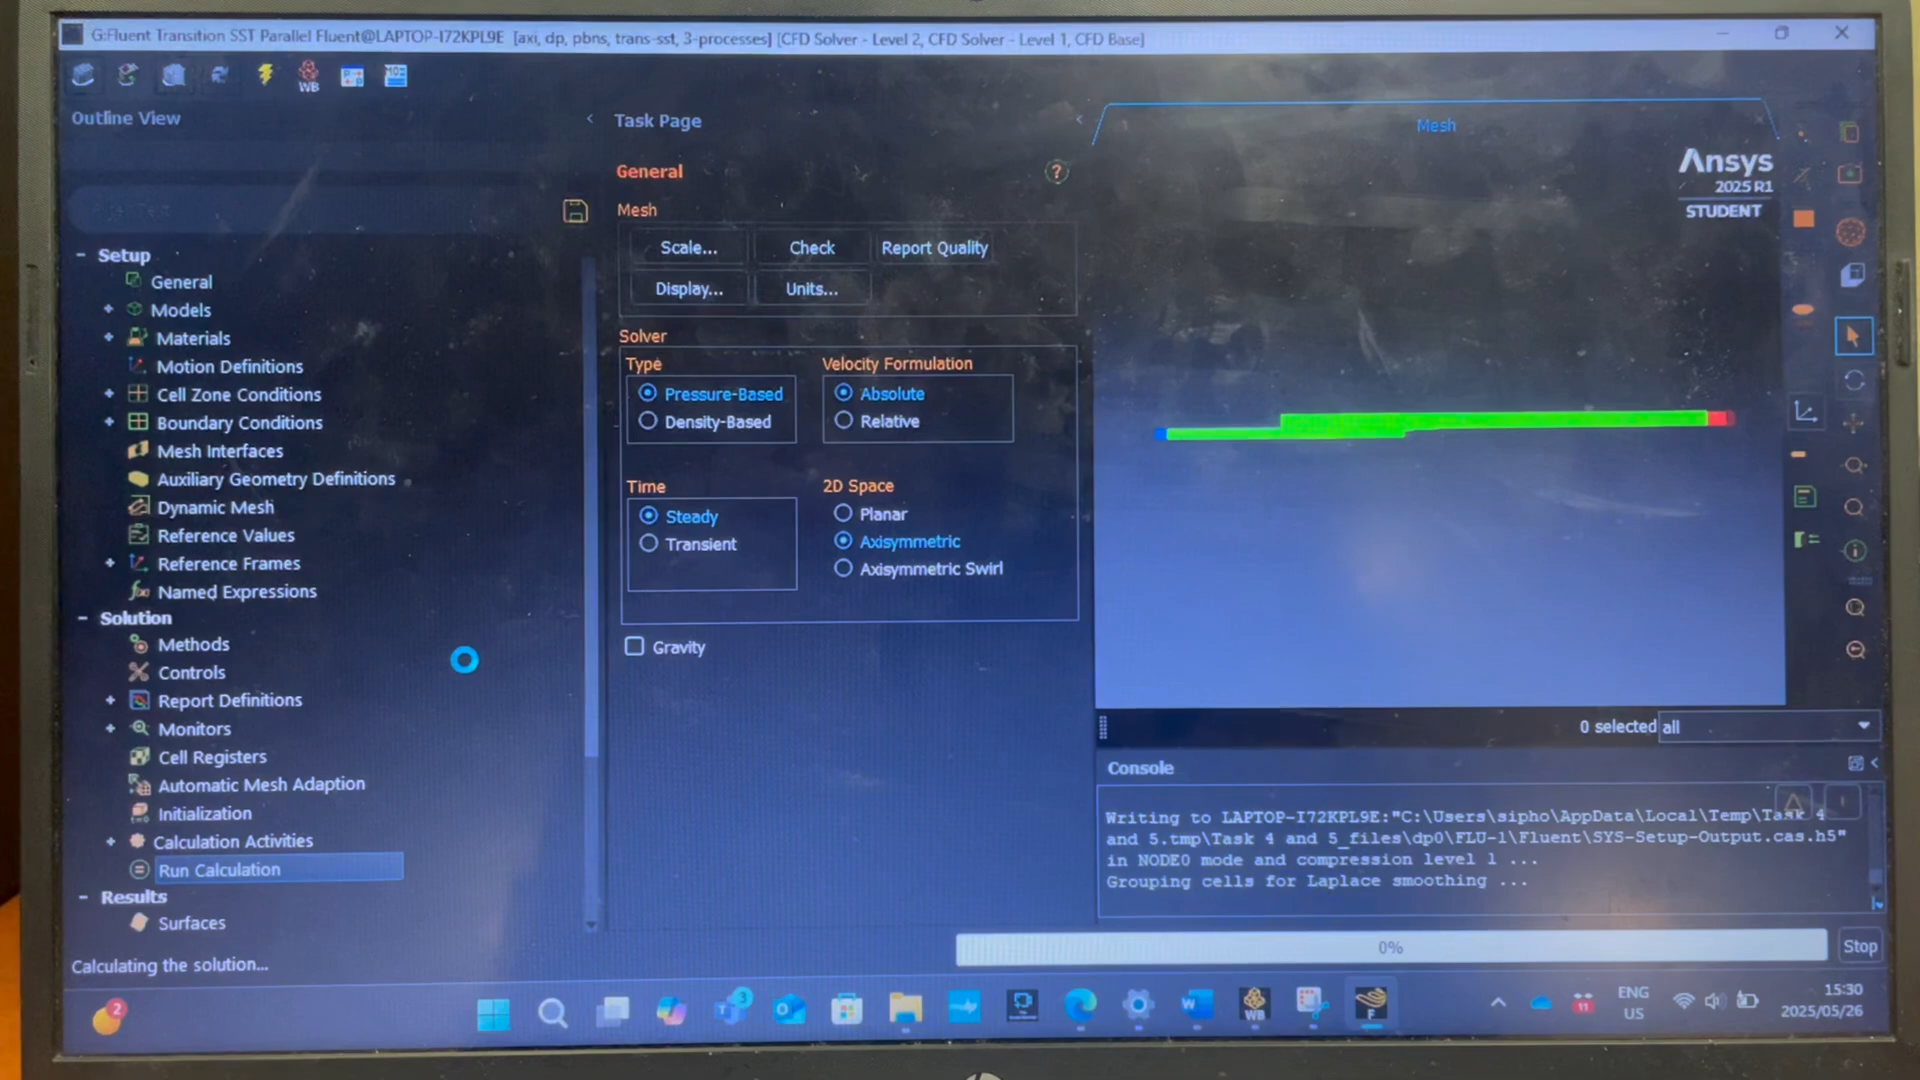 G:Fluent Transition SST Parallel Fluent@LAPTOP-I72KPL9E [axi, dp, pbns, trans-sst, 3-processes] [CFD Solver - Level 2, CFD Solver - Level 1, CFD Base]
WB
Outline View
Task Page
Mesh
General
?
Mesh
Scale...
Check
Report Quality
Display...
Units...
Ansys
2025 R1
STUDENT
Setup
General
Models
Materials
Motion Definitions
Cell Zone Conditions
Boundary Conditions
Mesh Interfaces
Auxiliary Geometry Definitions
Dynamic Mesh
Reference Values
Reference Frames
Named Expressions
Solution
Methods
Controls
Report Definitions
Monitors
Cell Registers
Automatic Mesh Adaption
Initialization
Calculation Activities
Run Calculation
Results
Surfaces
Solver
Type
Velocity Formulation
Pressure-Based
Absolute
Density-Based
Relative
Time
2D Space
Steady
Planar
Transient
Axisymmetric
Axisymmetric Swirl
Gravity
0 selected all
Console
Writing to LAPTOP-I72KPL9E:"C:\Users\sipho\AppData\Local\Temp\Task 4
and 5.tmp\Task 4 and 5_files\dp0\FLU-1\Fluent\SYS-Setup-Output.cas.h5"
in NODE0 mode and compression level 1 ...
Grouping cells for Laplace smoothing ...
Calculating the solution...
0%
Stop
2
3
WB
F
11
ENG
US
15:30
2025/05/26